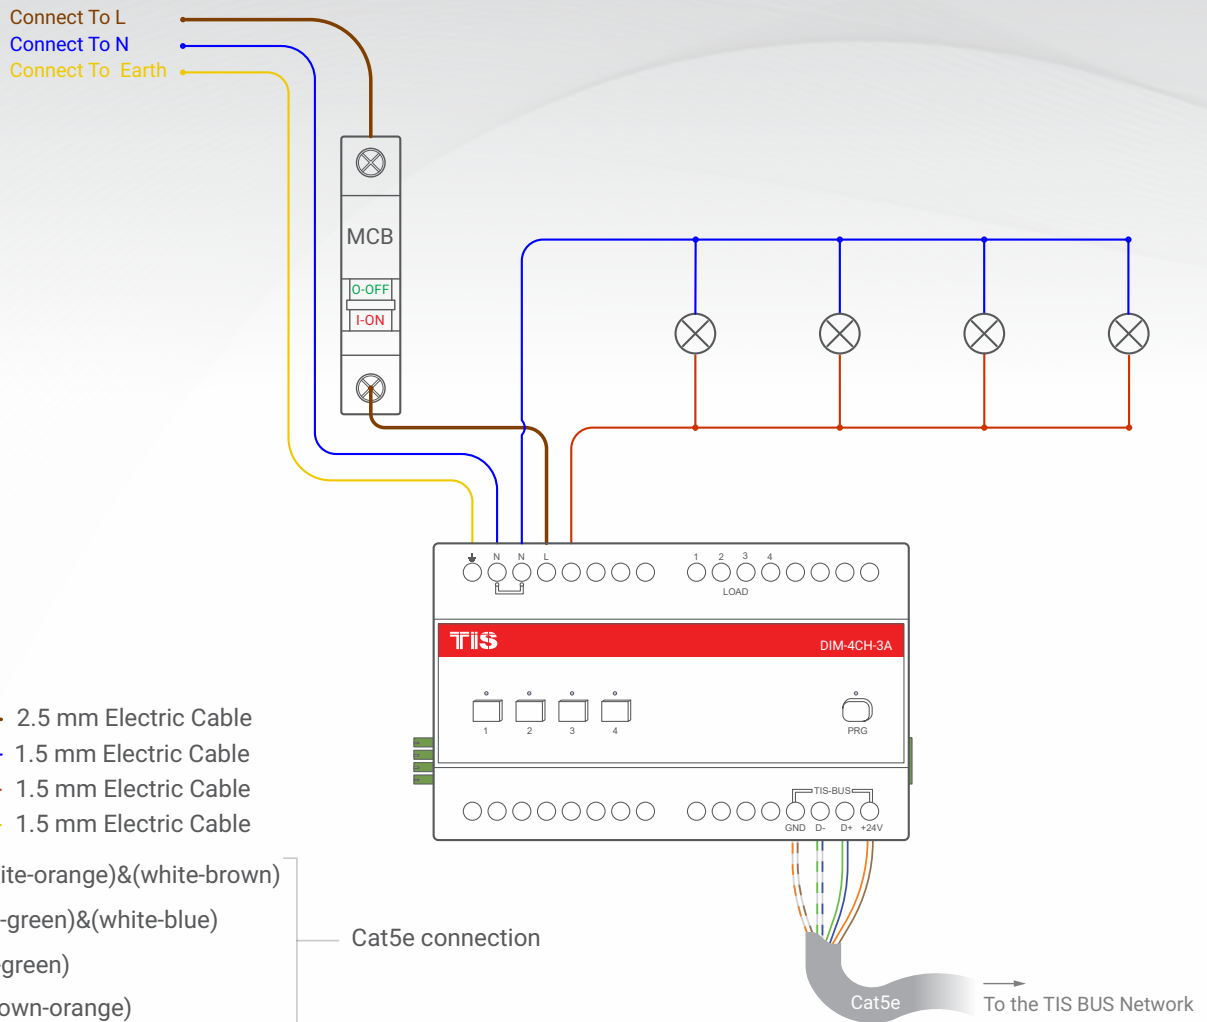 Connect To L
Connect To N
Connect To Earth
MCB
O-OFF
I-ON
N N L
1 2 3 4
LOAD
TIS
DIM-4CH-3A
1 2 3 4
PRG
TIS-BUS
GND D- D+ +24V
2.5 mm Electric Cable
1.5 mm Electric Cable
1.5 mm Electric Cable
1.5 mm Electric Cable
ite-orange)&(white-brown)
-green)&(white-blue)
-green)
own-orange)
Cat5e connection
Cat5e
To the TIS BUS Network